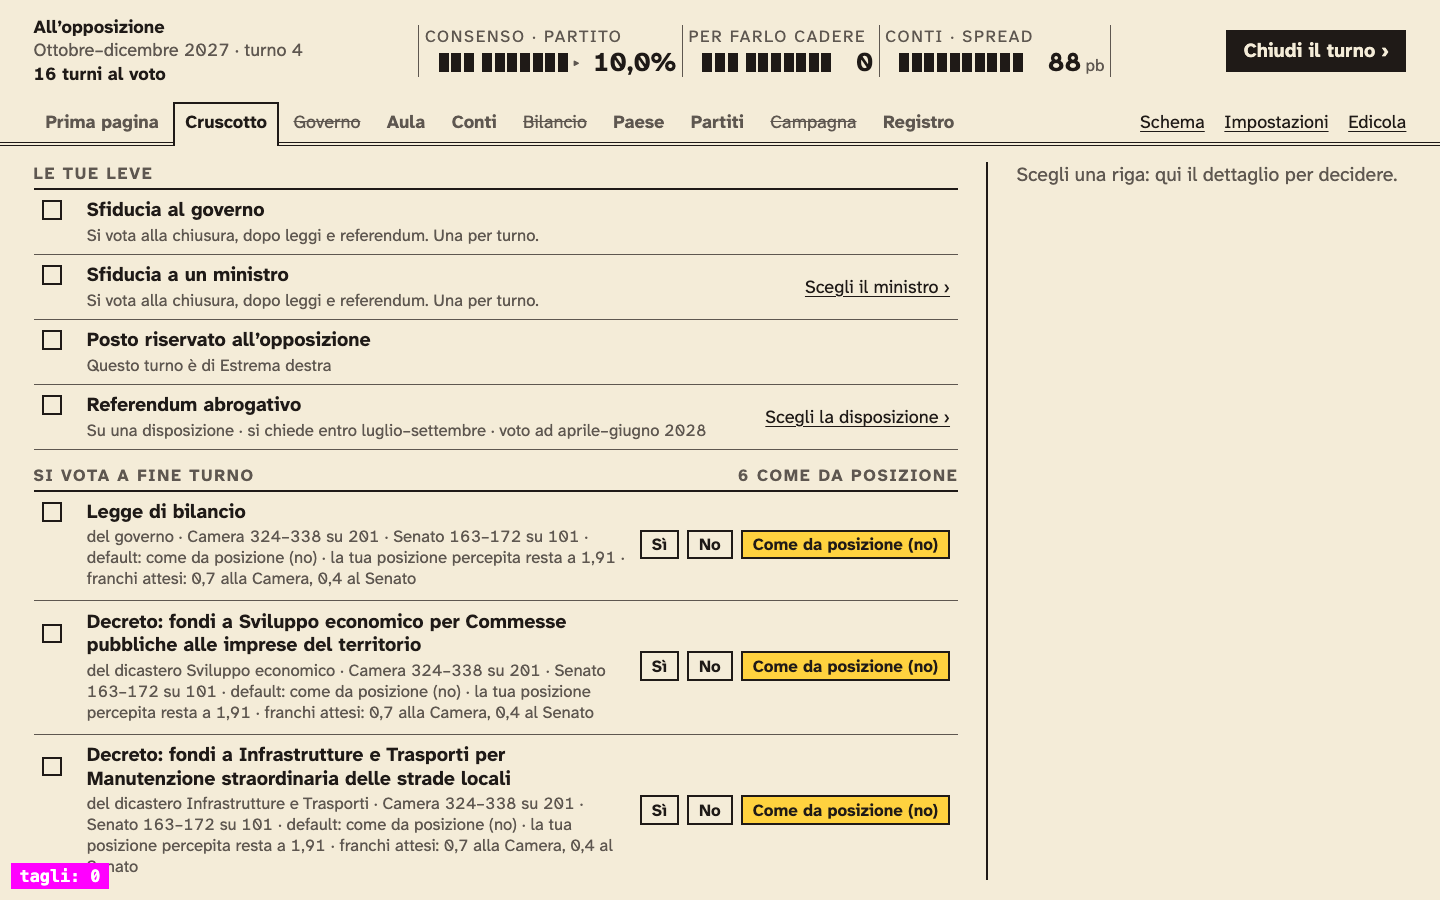 All’opposizione
Ottobre–dicembre 2027 · turno 4
16 turni al voto
CONSENSO · PARTITO
10,0%
PER FARLO CADERE
0
CONTI · SPREAD
88 pb
Chiudi il turno ›
Prima pagina
Cruscotto
Governo
Aula
Conti
Bilancio
Paese
Partiti
Campagna
Registro
Schema
Impostazioni
Edicola
LE TUE LEVE
Sfiducia al governo
Si vota alla chiusura, dopo leggi e referendum. Una per turno.
Sfiducia a un ministro
Si vota alla chiusura, dopo leggi e referendum. Una per turno.
Scegli il ministro ›
Posto riservato all’opposizione
Questo turno è di Estrema destra
Referendum abrogativo
Su una disposizione · si chiede entro luglio–settembre · voto ad aprile–giugno 2028
Scegli la disposizione ›
SI VOTA A FINE TURNO
6 COME DA POSIZIONE
Legge di bilancio
del governo · Camera 324–338 su 201 · Senato 163–172 su 101 ·
default: come da posizione (no) · la tua posizione percepita resta a 1,91 ·
franchi attesi: 0,7 alla Camera, 0,4 al Senato
Sì
No
Come da posizione (no)
Decreto: fondi a Sviluppo economico per Commesse
pubbliche alle imprese del territorio
del dicastero Sviluppo economico · Camera 324–338 su 201 · Senato
163–172 su 101 · default: come da posizione (no) · la tua posizione
percepita resta a 1,91 · franchi attesi: 0,7 alla Camera, 0,4 al Senato
Sì
No
Come da posizione (no)
Decreto: fondi a Infrastrutture e Trasporti per
Manutenzione straordinaria delle strade locali
del dicastero Infrastrutture e Trasporti · Camera 324–338 su 201 ·
Senato 163–172 su 101 · default: come da posizione (no) · la tua
posizione percepita resta a 1,91 · franchi attesi: 0,7 alla Camera, 0,4 al
Senato
Sì
No
Come da posizione (no)
Scegli una riga: qui il dettaglio per decidere.
tagli: 0